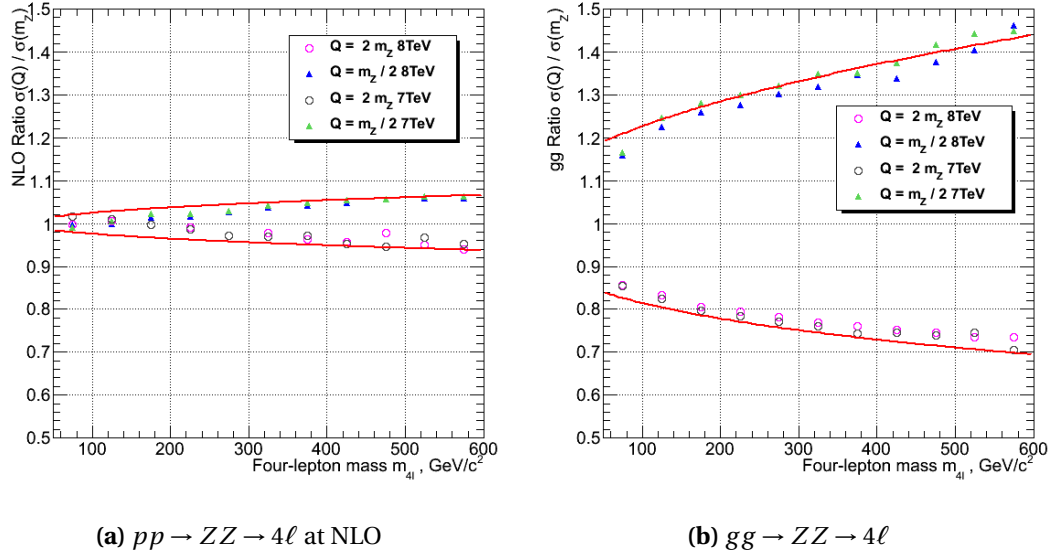 NLO Ratio σ(Q) / σ(m_Z)
1.5
1.4
1.3
1.2
1.1
1
0.9
0.8
0.7
0.6
0.5
Q = 2 m_Z 8TeV
Q = m_Z / 2 8TeV
Q = 2 m_Z 7TeV
Q = m_Z / 2 7TeV
100 200 300 400 500 600
Four-lepton mass m_4l , GeV/c²
(a) pp → ZZ → 4ℓ at NLO
gg Ratio σ(Q) / σ(m_Z)
1.5
1.4
1.3
1.2
1.1
1
0.9
0.8
0.7
0.6
0.5
Q = 2 m_Z 8TeV
Q = m_Z / 2 8TeV
Q = 2 m_Z 7TeV
Q = m_Z / 2 7TeV
100 200 300 400 500 600
Four-lepton mass m_4l , GeV/c²
(b) gg → ZZ → 4ℓ